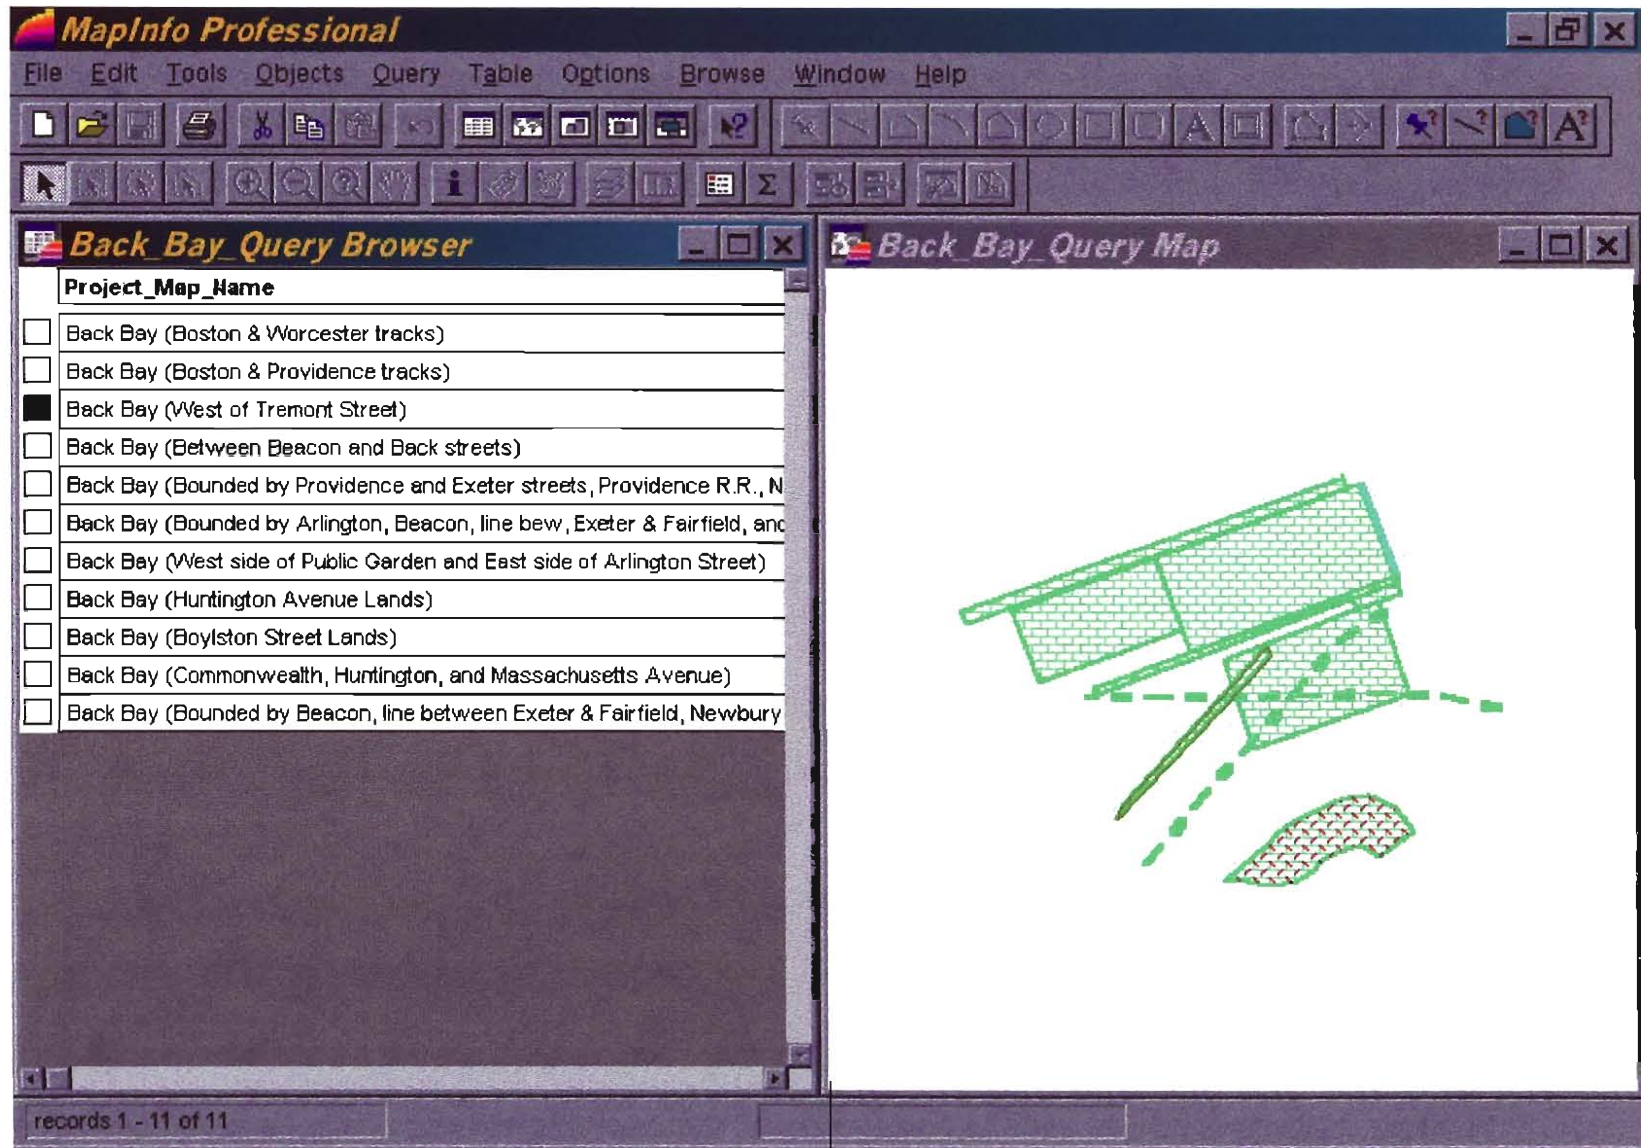 MapInfo Professional
File Edit Tools Objects Query Table Options Browse Window Help
Back_Bay_Query Browser
Project_Map_Name
Back Bay (Boston & Worcester tracks)
Back Bay (Boston & Providence tracks)
Back Bay (West of Tremont Street)
Back Bay (Between Beacon and Back streets)
Back Bay (Bounded by Providence and Exeter streets, Providence R.R., N
Back Bay (Bounded by Arlington, Beacon, line bew, Exeter & Fairfield, and
Back Bay (West side of Public Garden and East side of Arlington Street)
Back Bay (Huntington Avenue Lands)
Back Bay (Boylston Street Lands)
Back Bay (Commonwealth, Huntington, and Massachusetts Avenue)
Back Bay (Bounded by Beacon, line between Exeter & Fairfield, Newbury
records 1 - 11 of 11
Back_Bay_Query Map